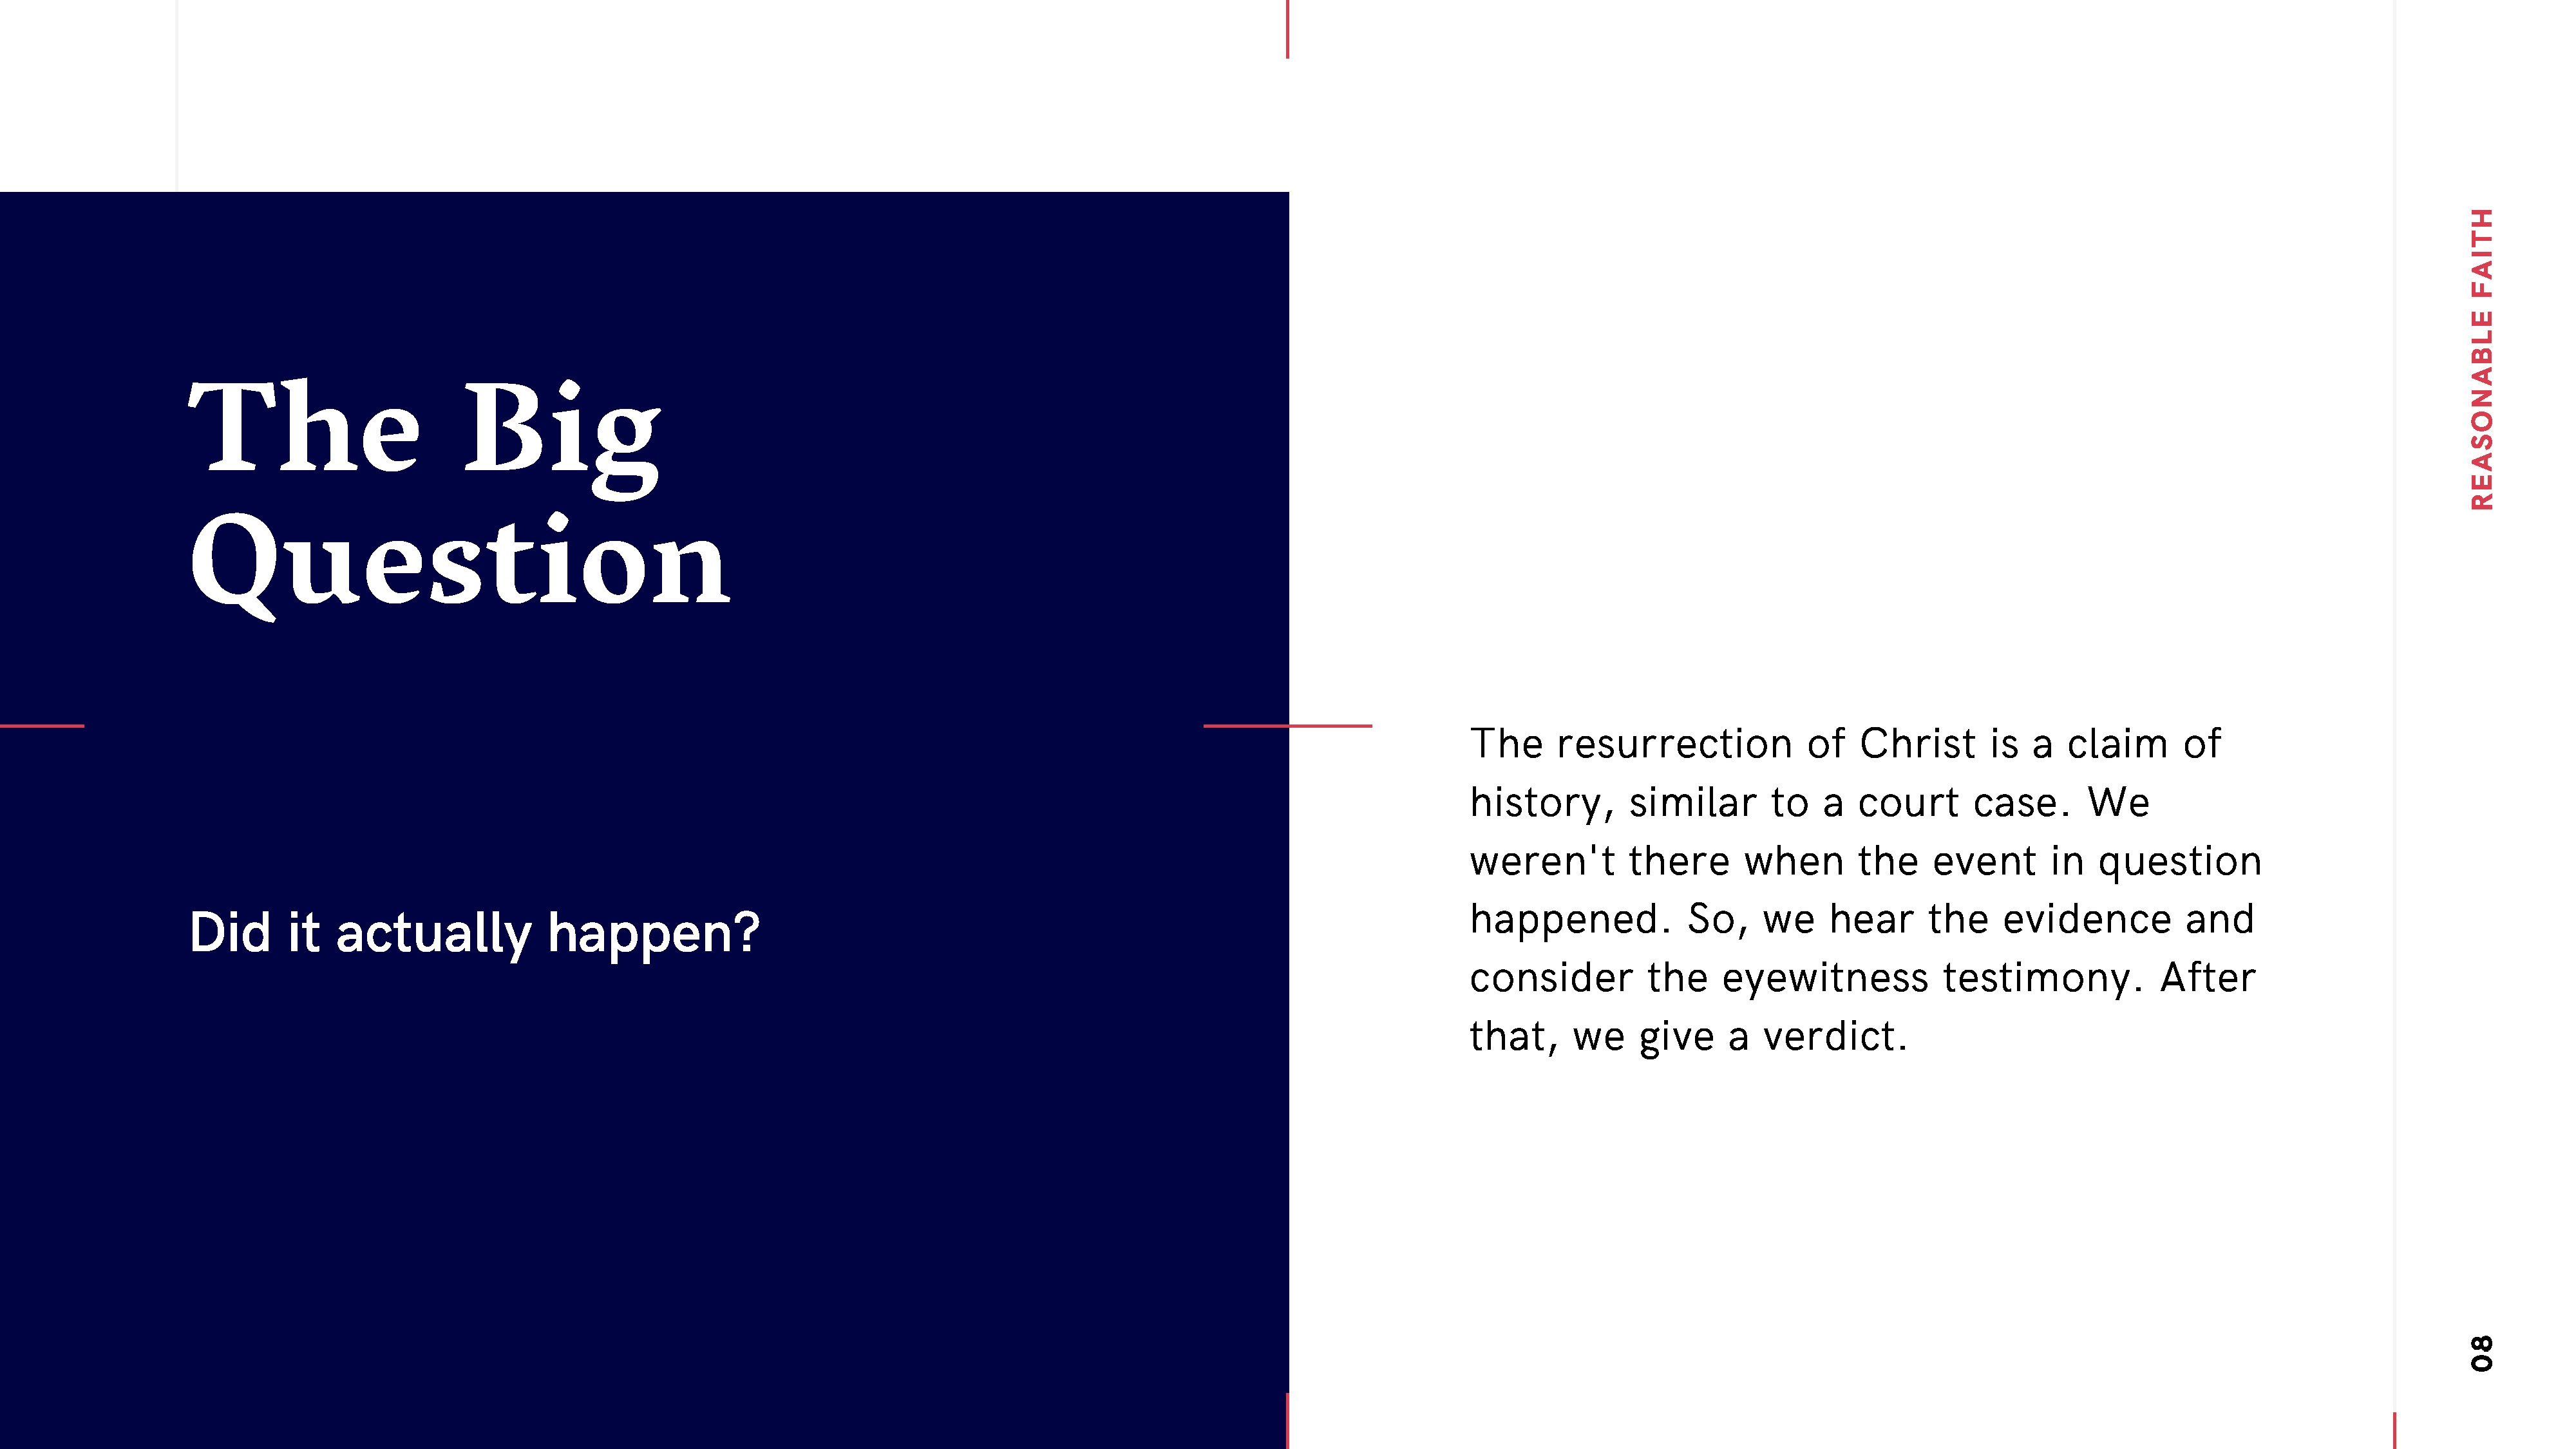 The Big
Question
Did it actually happen?
The resurrection of Christ is a claim of
history, similar to a court case. We
weren't there when the event in question
happened. So, we hear the evidence and
consider the eyewitness testimony. After
that, we give a verdict.
REASONABLE FAITH
08